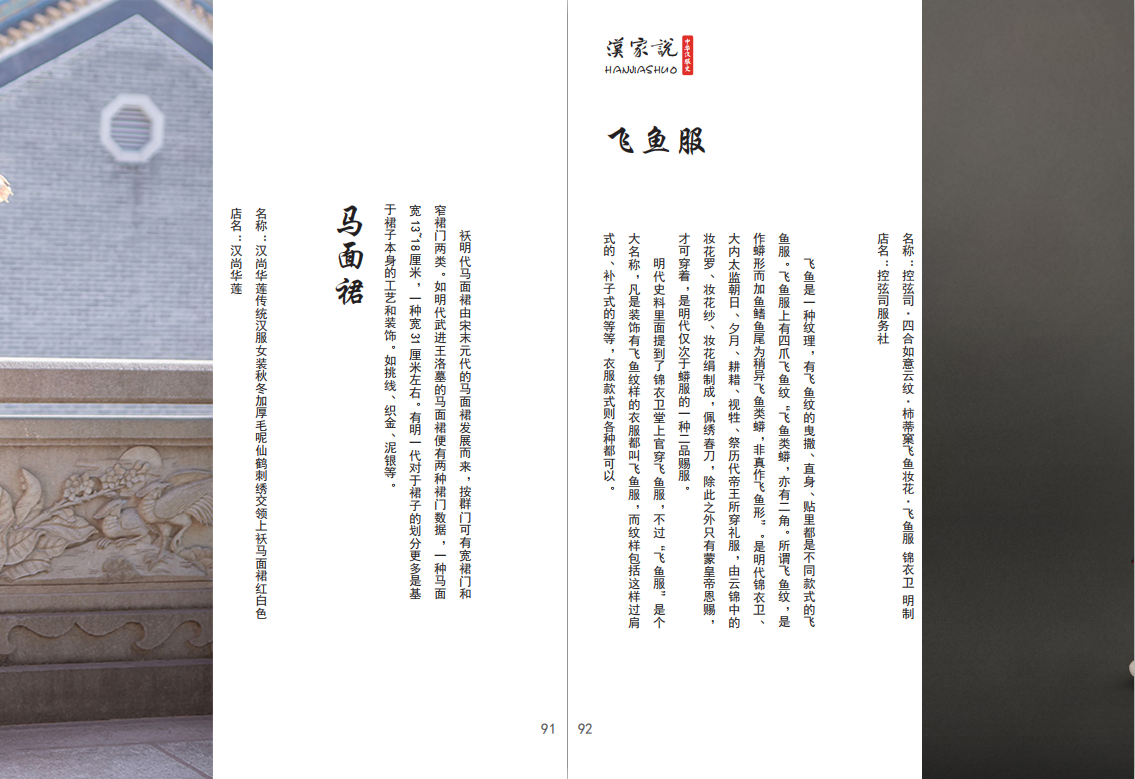 马面裙
袄明代马面裙由宋末元代的马面裙发展而来，按群门可有宽裙门和
窄裙门两类。如明代武进王洛墓的马面裙便有两种裙门数据，一种马面
宽 13~18 厘米，一种宽 31 厘米左右。有明一代对于裙子的划分更多是基
于裙子本身的工艺和装饰。如挑线、织金、泥银等。
名称：汉尚华莲传统汉服女装秋冬加厚毛呢仙鹤刺绣交领上袄马面裙红白色
店名：汉尚华莲
91
漢家説
中华汉服史
HANJIASHUO
飞鱼服
名称：控弦司·四合如意云纹·柿蒂窠飞鱼妆花·飞鱼服 锦衣卫 明制
店名：控弦司服务社
飞鱼是一种纹理，有飞鱼纹的曳撒、直身、贴里都是不同款式的飞
鱼服。飞鱼服上有四爪飞鱼纹“飞鱼类蟒，亦有二角。所谓飞鱼纹，是
作蟒形而加鱼鳍鱼尾为稍异飞鱼类蟒，非真作飞鱼形”。是明代锦衣卫、
大内太监朝日、夕月、耕耤、视牲、祭历代帝王所穿礼服，由云锦中的
妆花罗、妆花纱、妆花绢制成，佩绣春刀，除此之外只有蒙皇帝恩赐，
才可穿着，是明代仅次于蟒服的一种二品赐服。
明代史料里面提到了锦衣卫堂上官穿飞鱼服，不过“飞鱼服”是个
大名称，凡是装饰有飞鱼纹样的衣服都叫飞鱼服，而纹样包括这样过肩
式的、补子式的等等，衣服款式则各种都可以。
92